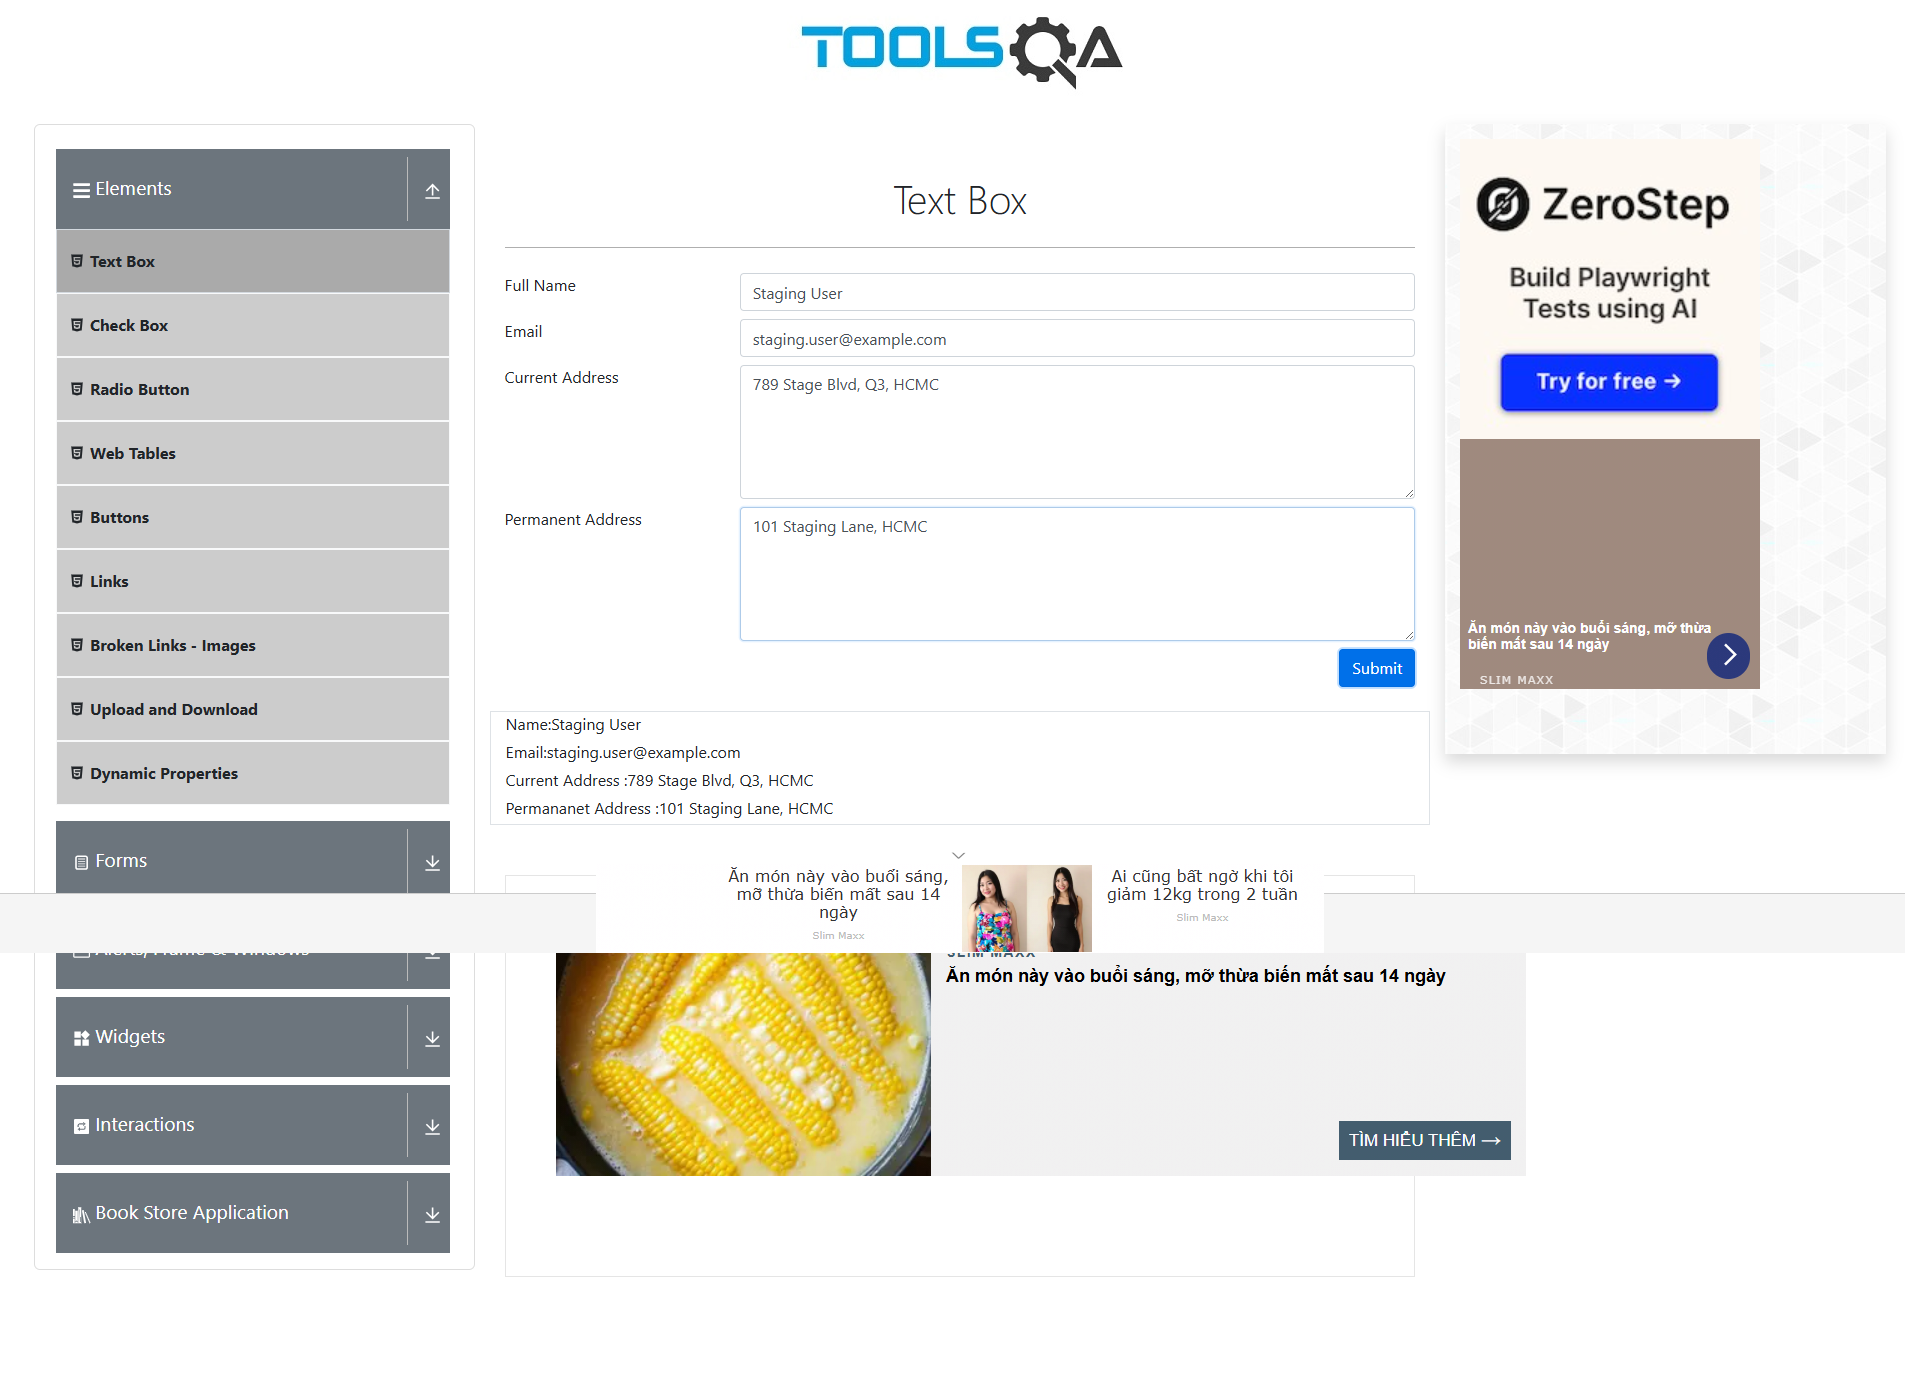 TOOLSQA
Elements
Text Box
Check Box
Radio Button
Web Tables
Buttons
Links
Broken Links - Images
Upload and Download
Dynamic Properties
Forms
Alerts, Frame & Windows
Widgets
Interactions
Book Store Application
Text Box
Full Name
Staging User
Email
staging.user@example.com
Current Address
789 Stage Blvd, Q3, HCMC
Permanent Address
101 Staging Lane, HCMC
Submit
Name:Staging User
Email:staging.user@example.com
Current Address :789 Stage Blvd, Q3, HCMC
Permananet Address :101 Staging Lane, HCMC
Ăn món này vào buổi sáng,
mỡ thừa biến mất sau 14
ngày
Slim Maxx
Ai cũng bất ngờ khi tôi
giảm 12kg trong 2 tuần
Slim Maxx
SLIM MAXX
Ăn món này vào buổi sáng, mỡ thừa biến mất sau 14 ngày
TÌM HIỂU THÊM →
ZeroStep
Build Playwright
Tests using AI
Try for free →
Ăn món này vào buổi sáng, mỡ thừa
biến mất sau 14 ngày
SLIM MAXX